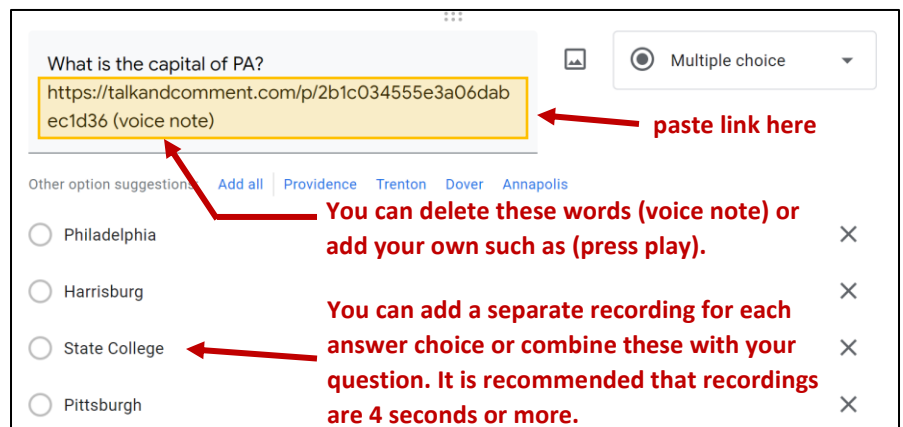 What is the capital of PA?
Multiple choice
https://talkandcomment.com/p/2b1c034555e3a06dab
ec1d36 (voice note)
paste link here
Other option suggestions Add all Providence Trenton Dover Annapolis
You can delete these words (voice note) or
add your own such as (press play).
Philadelphia
Harrisburg
You can add a separate recording for each
answer choice or combine these with your
question. It is recommended that recordings
are 4 seconds or more.
State College
Pittsburgh